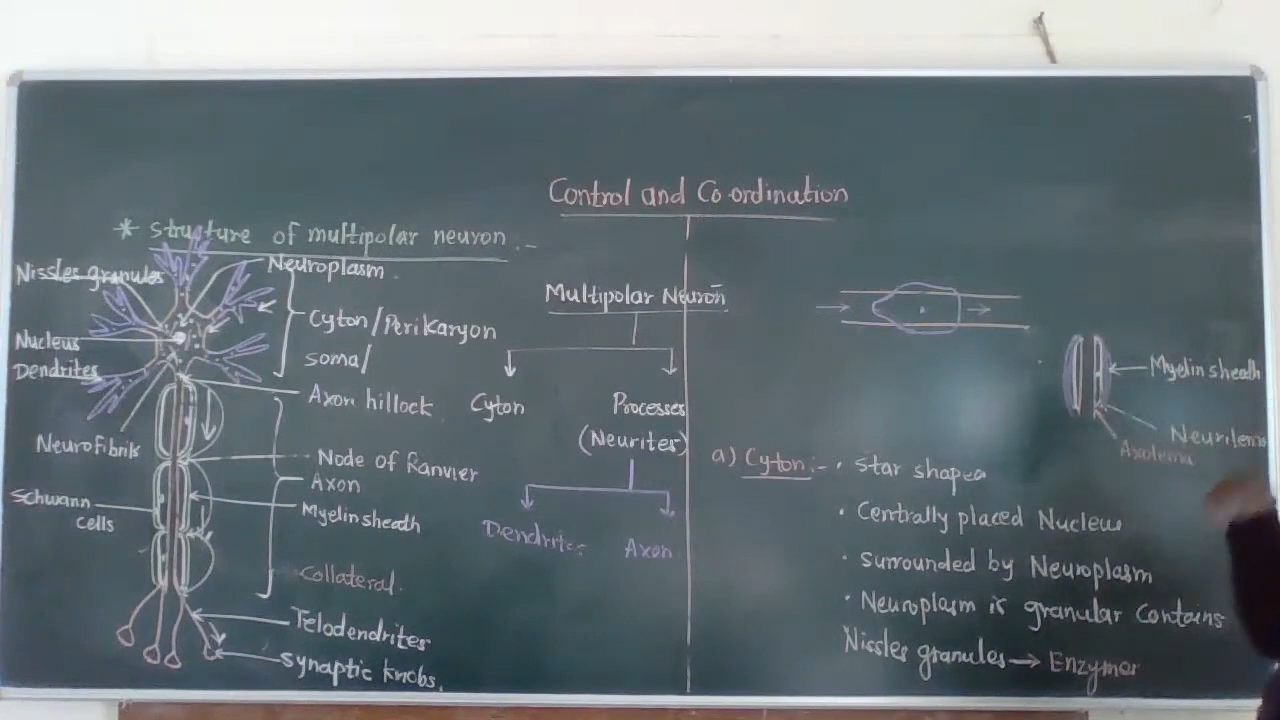 Control and Co ordination
* Structure of multipolar neuron :-
Nissles granules
Neuroplasm
Cyton/Perikaryon
soma/
Nucleus
Dendrites
Axon hillock
Neurofibrils
Node of Ranvier
Axon
Schwann
cells
Myelin sheath
Collateral.
Telodendrites
synaptic knobs.
Multipolar Neuron
Cyton
Processes
(Neurites)
Dendrites
Axon
Myelin sheath
Neurilema
Axolema
a) Cyton :- • Star shaped
• Centrally placed Nucleus
• surrounded by Neuroplasm
• Neuroplasm is granular Contains
Nissles granules → Enzymes